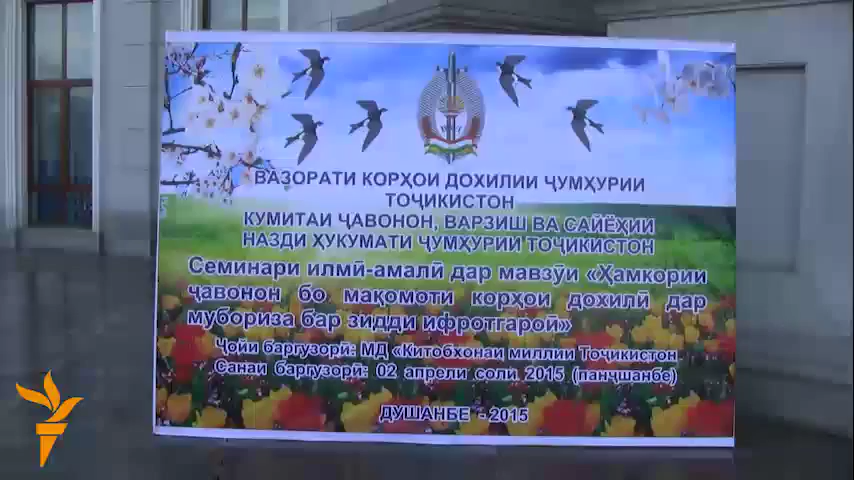 ВАЗОРАТИ КОРҲОИ ДОХИЛИИ ҶУМҲУРИИ
ТОҶИКИСТОН
КУМИТАИ ҶАВОНОН, ВАРЗИШ ВА САЙЁҲИИ
НАЗДИ ҲУКУМАТИ ҶУМҲУРИИ ТОҶИКИСТОН
Семинари илмӣ-амалӣ дар мавзӯи «Ҳамкории
ҷавонон бо мақомоти корҳои дохилӣ дар
мубориза бар зидди ифротгароӣ»
Ҷойи баргузорӣ: МД «Китобхонаи миллии Тоҷикистон.
Санаи баргузорӣ: 02 апрели соли 2015 (панҷшанбе)
ДУШАНБЕ - 2015